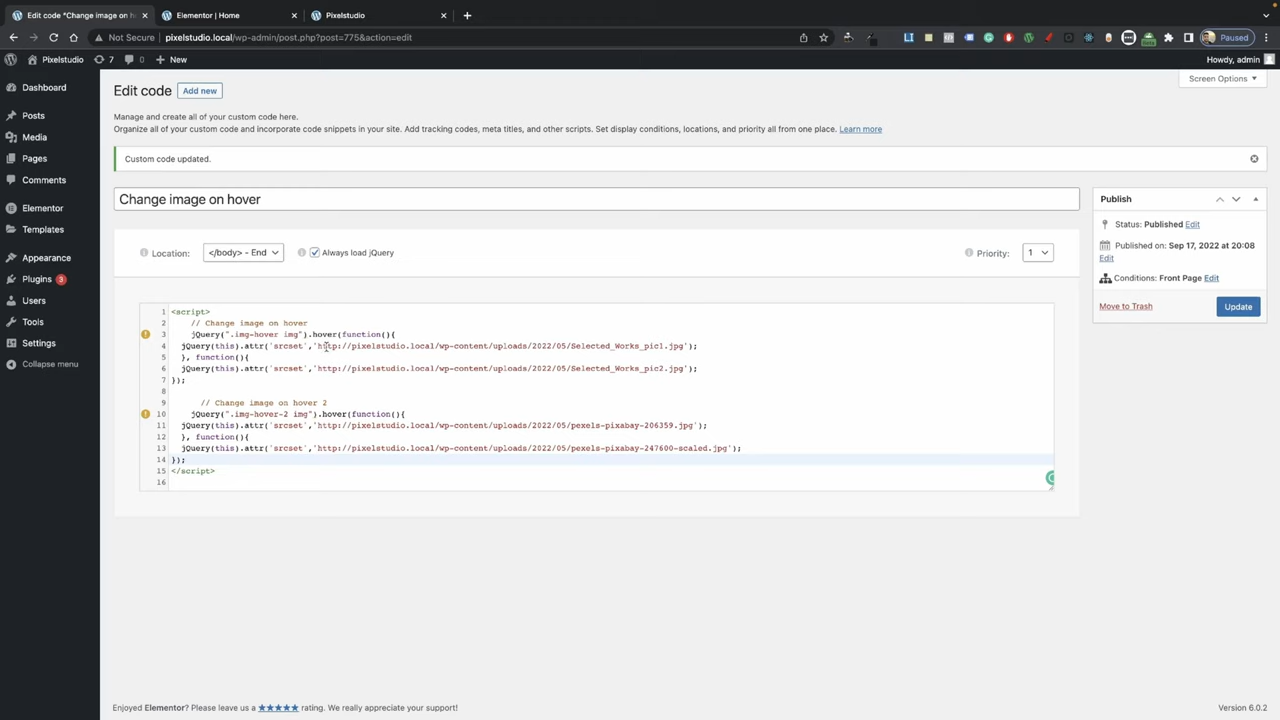 Edit code "Change image on h
Elementor | Home
Pixelstudio
Not Secure
pixelstudio.local/wp-admin/post.php?post=775&action=edit
Paused
Pixelstudio
7
0
New
Howdy, admin
Dashboard
Posts
Media
Pages
Comments
Elementor
Templates
Appearance
Plugins 3
Users
Tools
Settings
Collapse menu
Screen Options
Edit code
Add new
Manage and create all of your custom code here.
Organize all of your custom code and incorporate code snippets in your site. Add tracking codes, meta titles, and other scripts. Set display conditions, locations, and priority all from one place. Learn more
Custom code updated.
Change image on hover
Location: </body> - End
Always load jQuery
Priority: 1
1 <script>
2 // Change image on hover
3 jQuery(".img-hover img").hover(function(){
4 jQuery(this).attr('srcset','http://pixelstudio.local/wp-content/uploads/2022/05/Selected_Works_pic1.jpg');
5 }, function(){
6 jQuery(this).attr('srcset','http://pixelstudio.local/wp-content/uploads/2022/05/Selected_Works_pic2.jpg');
7 });
8
9 // Change image on hover 2
10 jQuery(".img-hover-2 img").hover(function(){
11 jQuery(this).attr('srcset','http://pixelstudio.local/wp-content/uploads/2022/05/pexels-pixabay-206359.jpg');
12 }, function(){
13 jQuery(this).attr('srcset','http://pixelstudio.local/wp-content/uploads/2022/05/pexels-pixabay-247600-scaled.jpg');
14 });
15 </script>
16
Publish
Status: Published Edit
Published on: Sep 17, 2022 at 20:08
Edit
Conditions: Front Page Edit
Move to Trash
Update
Enjoyed Elementor? Please leave us a ★★★★★ rating. We really appreciate your support!
Version 6.0.2